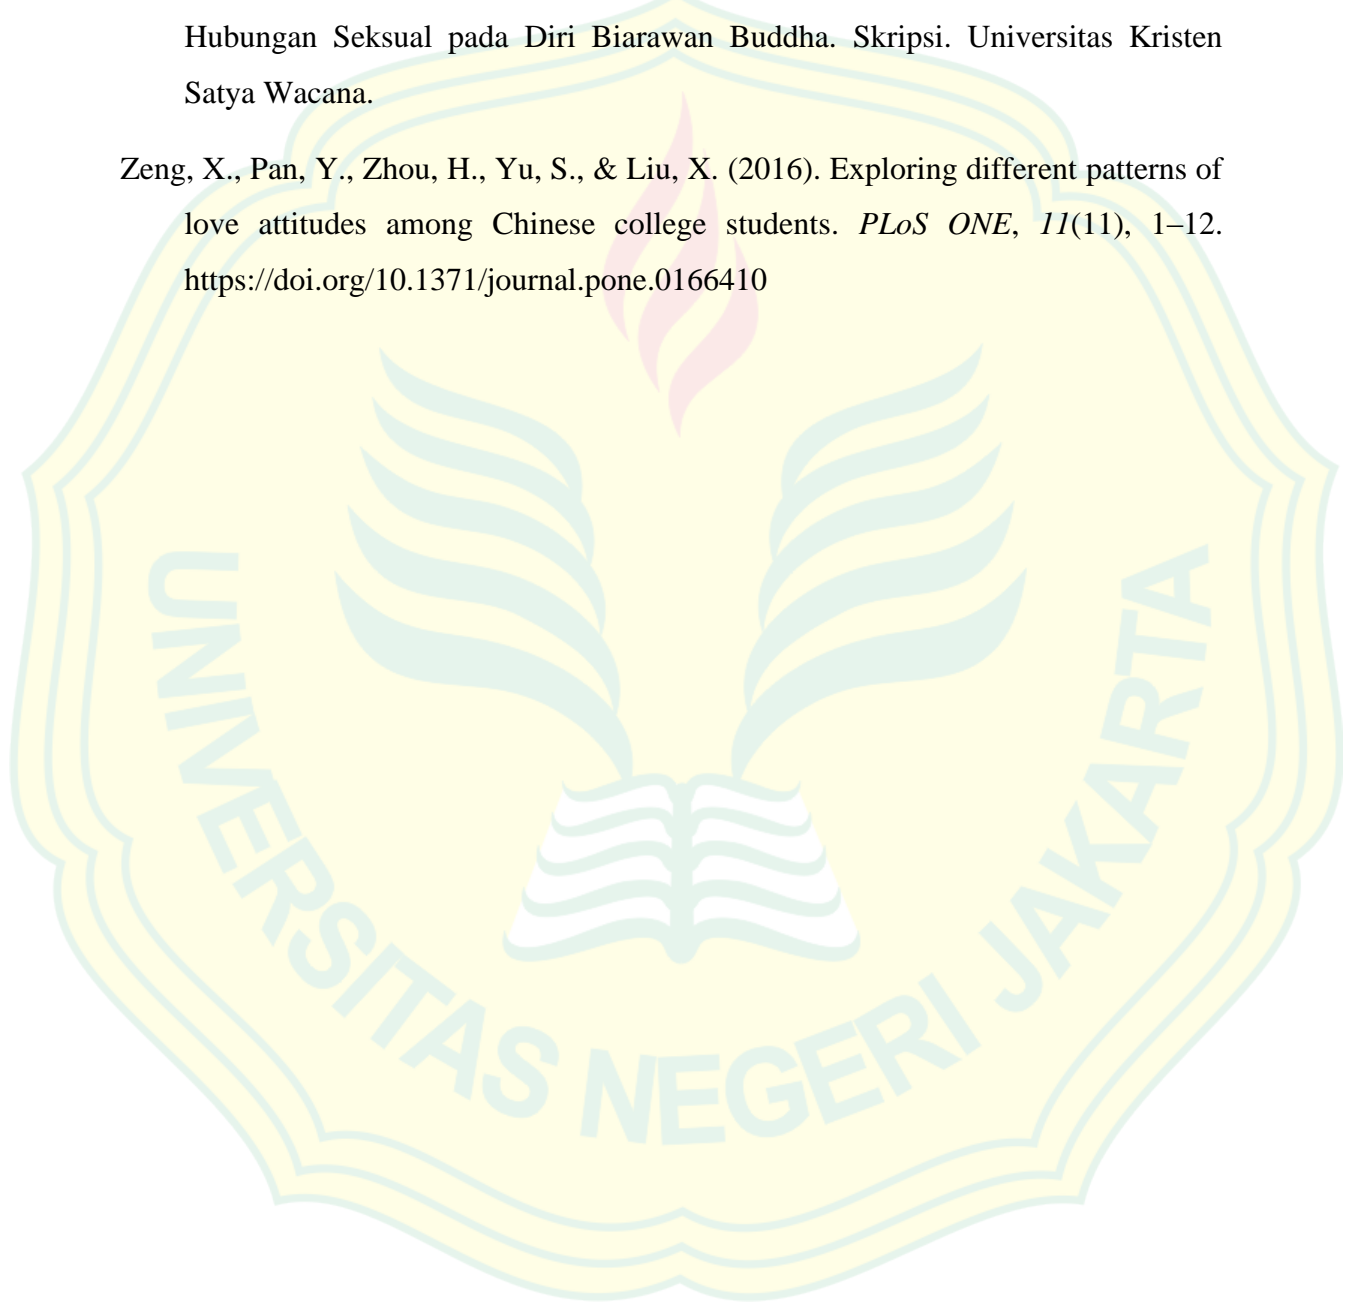 Hubungan Seksual pada Diri Biarawan Buddha. Skripsi. Universitas Kristen
Satya Wacana.
Zeng, X., Pan, Y., Zhou, H., Yu, S., & Liu, X. (2016). Exploring different patterns of
love attitudes among Chinese college students. PLoS ONE, 11(11), 1–12.
https://doi.org/10.1371/journal.pone.0166410
UNIVERSITAS NEGERI JAKARTA